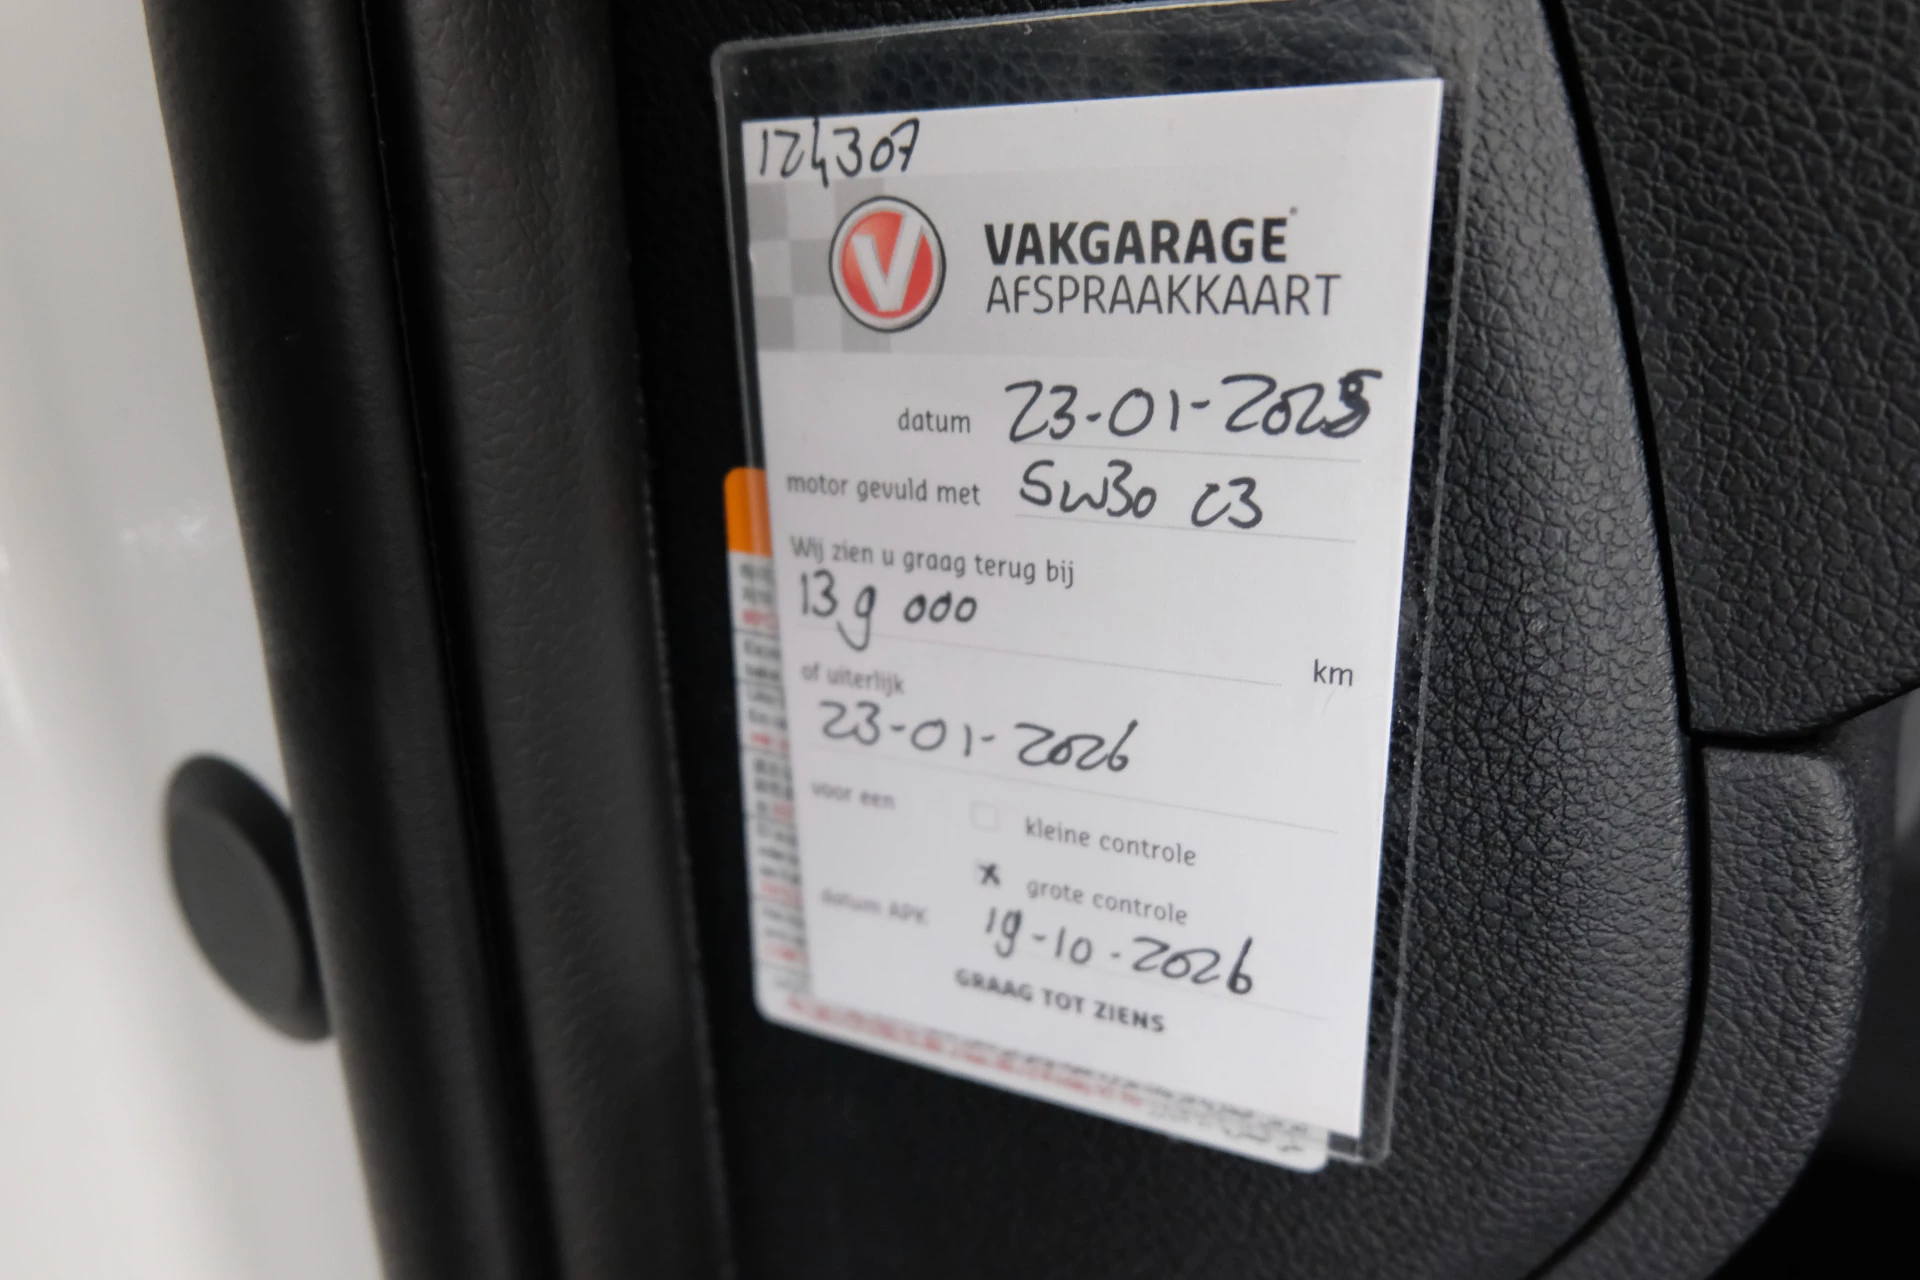 124307
VAKGARAGE
AFSPRAAKKAART
datum 23-01-2025
motor gevuld met 5w30 C3
Wij zien u graag terug bij
139 000 km
of uiterlijk
23-01-2026
voor een kleine controle
x grote controle
datum APK 19-10-2026
GRAAG TOT ZIENS